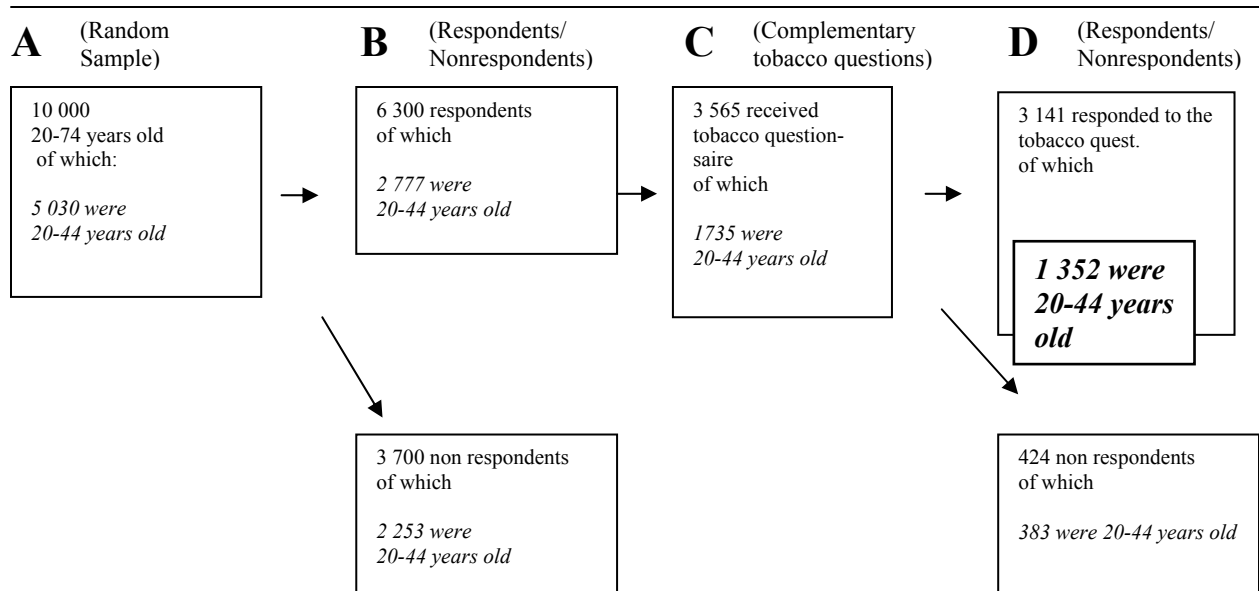 A (Random
Sample)
10 000
20-74 years old
of which:
5 030 were
20-44 years old
B (Respondents/
Nonrespondents)
6 300 respondents
of which
2 777 were
20-44 years old
3 700 non respondents
of which
2 253 were
20-44 years old
C (Complementary
tobacco questions)
3 565 received
tobacco question-
saire
of which
1735 were
20-44 years old
D (Respondents/
Nonrespondents)
3 141 responded to the
tobacco quest.
of which
1 352 were
20-44 years
old
424 non respondents
of which
383 were 20-44 years old